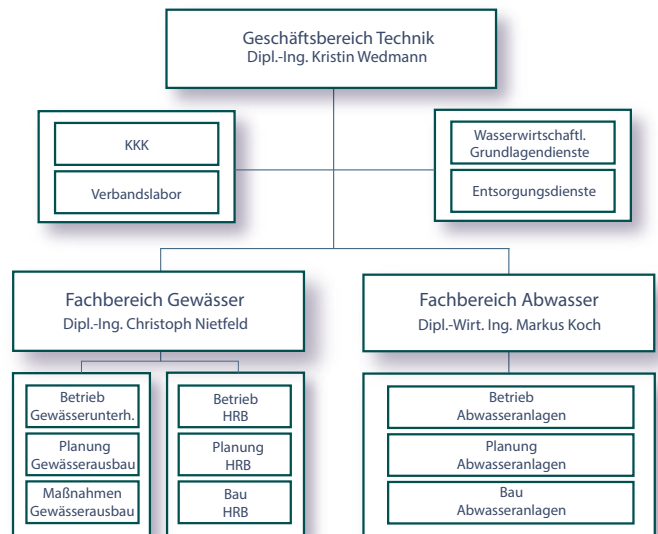 Geschäftsbereich Technik
Dipl.-Ing. Kristin Wedmann
KKK
Verbandslabor
Wasserwirtschaftl.
Grundlagendienste
Entsorgungsdienste
Fachbereich Gewässer
Dipl.-Ing. Christoph Nietfeld
Fachbereich Abwasser
Dipl.-Wirt. Ing. Markus Koch
Betrieb
Gewässerunterh.
Planung
Gewässerausbau
Maßnahmen
Gewässerausbau
Betrieb
HRB
Planung
HRB
Bau
HRB
Betrieb
Abwasseranlagen
Planung
Abwasseranlagen
Bau
Abwasseranlagen